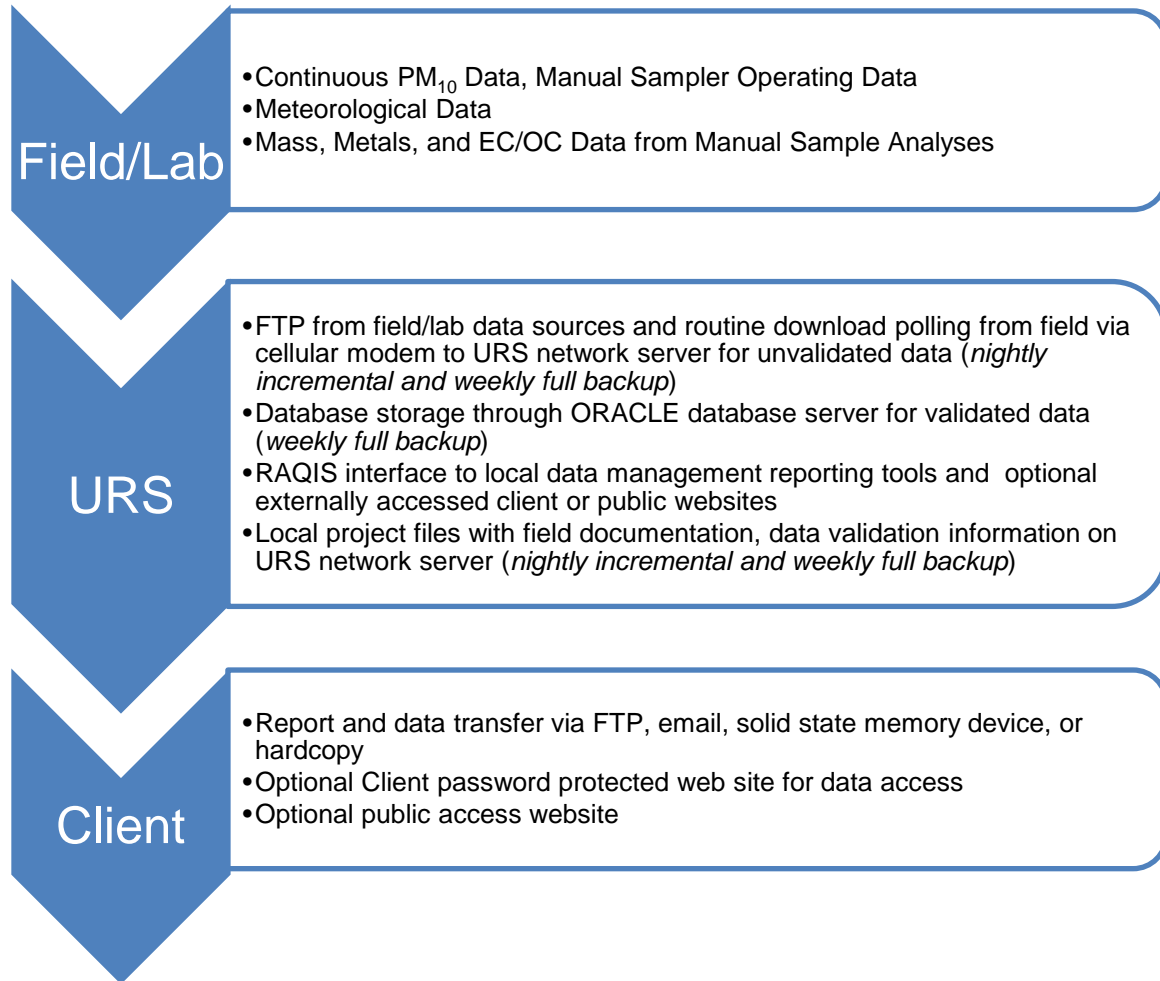 Field/Lab
•Continuous PM10 Data, Manual Sampler Operating Data
•Meteorological Data
•Mass, Metals, and EC/OC Data from Manual Sample Analyses
URS
•FTP from field/lab data sources and routine download polling from field via
cellular modem to URS network server for unvalidated data (nightly
incremental and weekly full backup)
•Database storage through ORACLE database server for validated data
(weekly full backup)
•RAQIS interface to local data management reporting tools and  optional
externally accessed client or public websites
•Local project files with field documentation, data validation information on
URS network server (nightly incremental and weekly full backup)
Client
•Report and data transfer via FTP, email, solid state memory device, or
hardcopy
•Optional Client password protected web site for data access
•Optional public access website